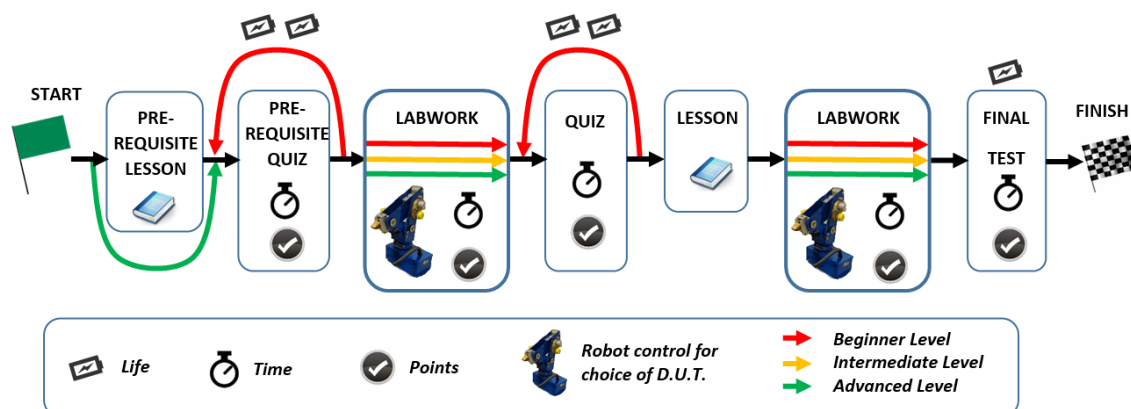 START
PRE-
REQUISITE
LESSON
PRE-
REQUISITE
QUIZ
LABWORK
QUIZ
LESSON
LABWORK
FINAL
TEST
FINISH
Life
Time
Points
Robot control for
choice of D.U.T.
Beginner Level
Intermediate Level
Advanced Level